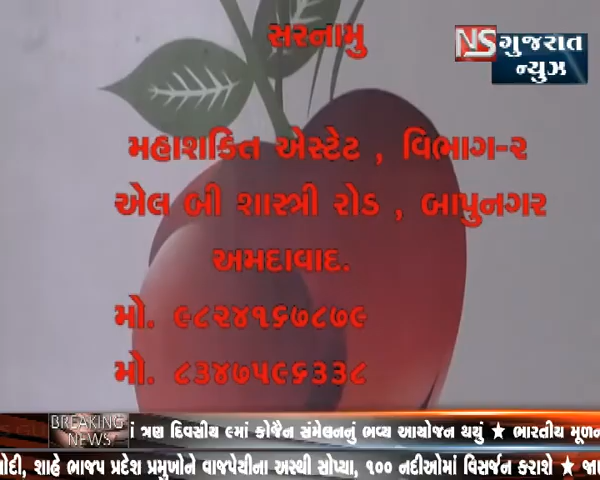 સરનામુ
NS ગુજરાત
ન્યુઝ
મહાશકિત એસ્ટેટ , વિભાગ-૨
એલ બી શાસ્ત્રી રોડ , બાપુનગર
અમદાવાદ.
મો. ૯૮૨૪૧૬૭૮૭૯
મો. ૮૩૪૭૫૯૬૩૩૮
BREAKING
NEWS
ત્રણ દિવસીય ૯માં કોજૈન સંમેલનનું ભવ્ય આયોજન થયું ★ ભારતીય મૂળન
મોદી, શાહે ભાજપ પ્રદેશ પ્રમુખોને વાજપેયીના અસ્થી સોપ્યા, ૧૦૦ નદીઓમાં વિસર્જન કરાશે ★